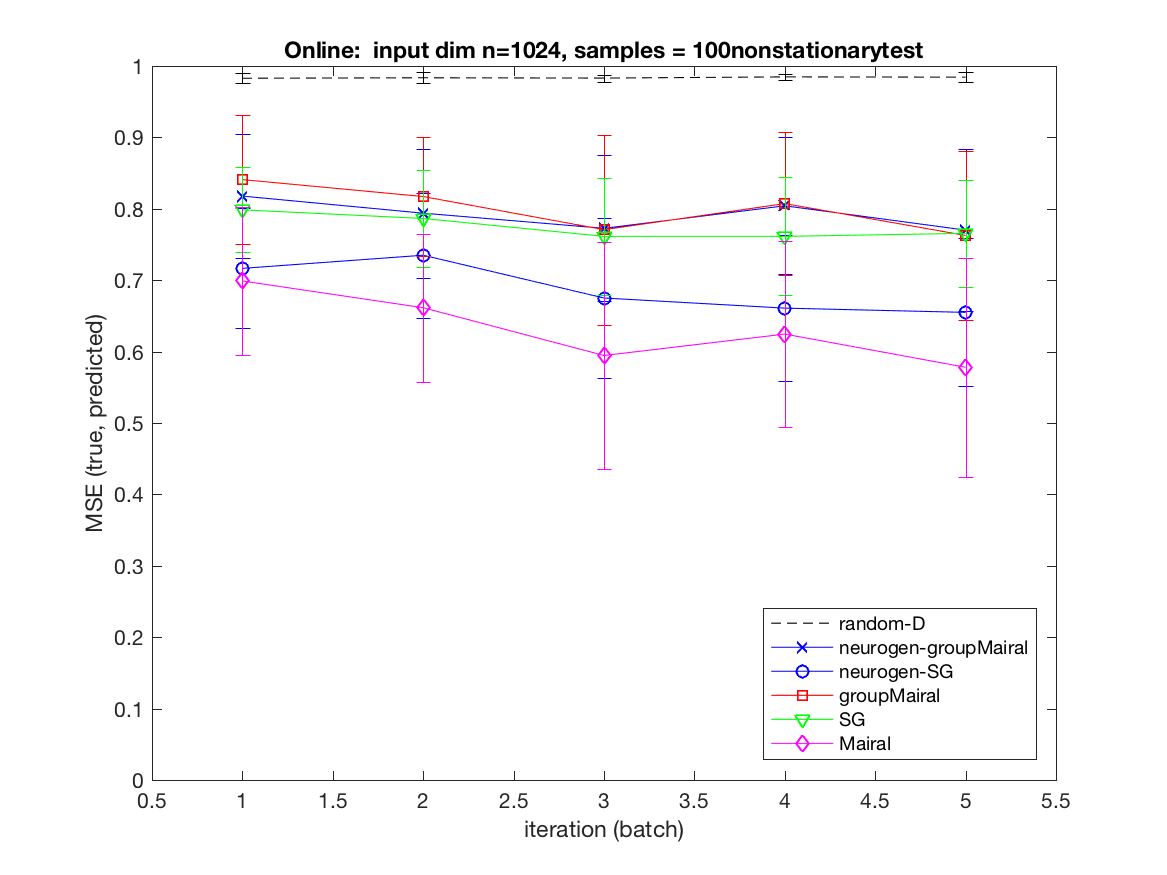 Online:  input dim n=1024, samples = 100nonstationarytest
MSE (true, predicted)
1
0.9
0.8
0.7
0.6
0.5
0.4
0.3
0.2
0.1
0
random-D
neurogen-groupMairal
neurogen-SG
groupMairal
SG
Mairal
0.5 1 1.5 2 2.5 3 3.5 4 4.5 5 5.5
iteration (batch)